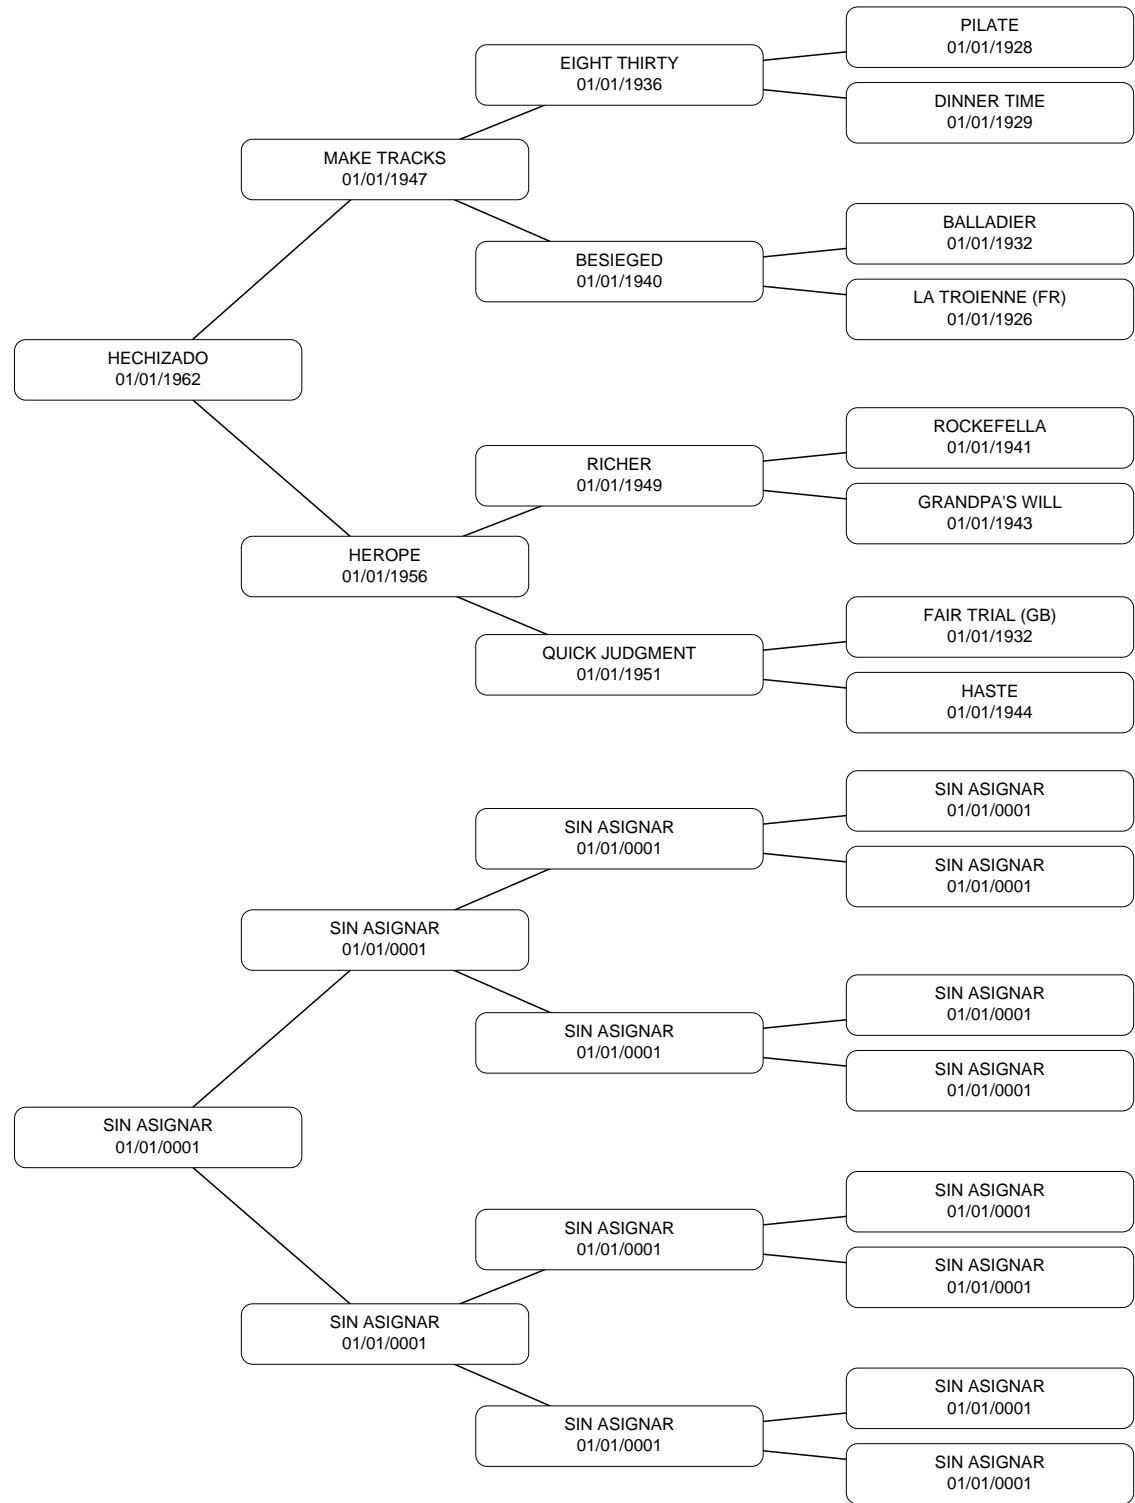 PILATE
01/01/1928
EIGHT THIRTY
01/01/1936
DINNER TIME
01/01/1929
MAKE TRACKS
01/01/1947
BALLADIER
01/01/1932
BESIEGED
01/01/1940
LA TROIENNE (FR)
01/01/1926
HECHIZADO
01/01/1962
ROCKEFELLA
01/01/1941
RICHER
01/01/1949
GRANDPA'S WILL
01/01/1943
HEROPE
01/01/1956
FAIR TRIAL (GB)
01/01/1932
QUICK JUDGMENT
01/01/1951
HASTE
01/01/1944
SIN ASIGNAR
01/01/0001
SIN ASIGNAR
01/01/0001
SIN ASIGNAR
01/01/0001
SIN ASIGNAR
01/01/0001
SIN ASIGNAR
01/01/0001
SIN ASIGNAR
01/01/0001
SIN ASIGNAR
01/01/0001
SIN ASIGNAR
01/01/0001
SIN ASIGNAR
01/01/0001
SIN ASIGNAR
01/01/0001
SIN ASIGNAR
01/01/0001
SIN ASIGNAR
01/01/0001
SIN ASIGNAR
01/01/0001
SIN ASIGNAR
01/01/0001
SIN ASIGNAR
01/01/0001